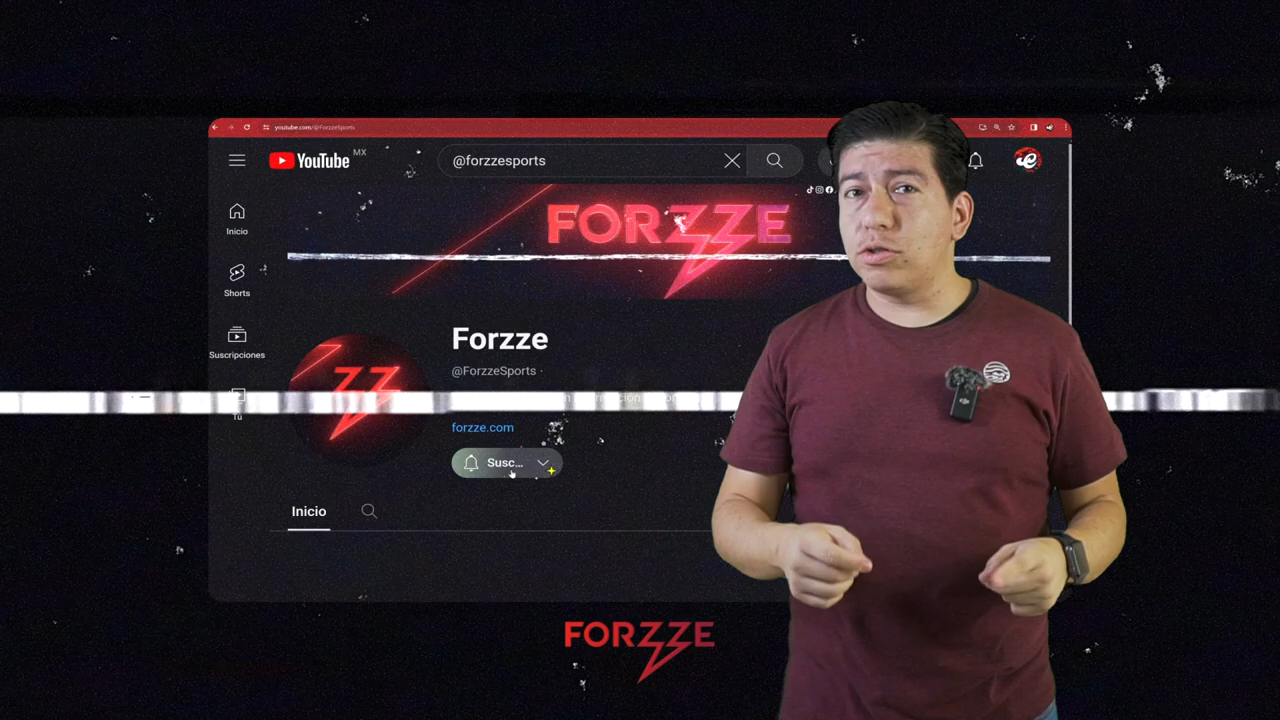 youtube.com/@ForzzeSports
YouTube MX
@forzzesports
FORZZE
Inicio
Shorts
Suscripciones
Tú
Forzze
@ForzzeSports ·
forzze.com
Susc...
Inicio
FORZZE